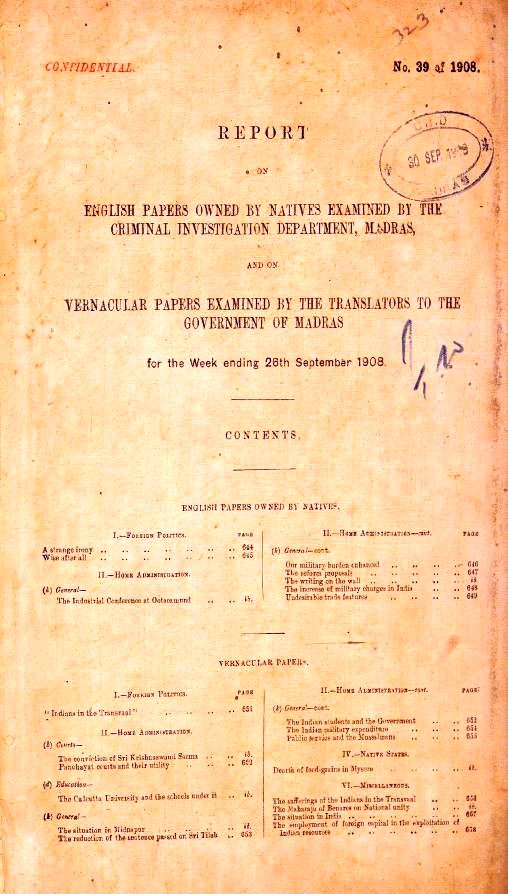 323
CONFIDENTIAL.
No. 39 of 1908.
C.I.D
30 SEP. 1908
REPORT
ON
ENGLISH PAPERS OWNED BY NATIVES EXAMINED BY THE
CRIMINAL INVESTIGATION DEPARTMENT, MADRAS,
AND ON
VERNACULAR PAPERS EXAMINED BY THE TRANSLATORS TO THE
GOVERNMENT OF MADRAS
for the Week ending 26th September 1908.
CONTENTS.
ENGLISH PAPERS OWNED BY NATIVES.
I.—FOREIGN POLITICS. PAGE
A strange irony .. .. .. .. .. .. .. 644
Wise after all .. .. .. .. .. .. .. 645
II.—HOME ADMINISTRATION.
(k) General—
The Industrial Conference at Ootacamund .. .. ib.
II.—HOME ADMINISTRATION—cont. PAGE
(k) General—cont.
Our military burden enhanced .. .. .. .. 646
The reform proposals .. .. .. .. .. 647
The writing on the wall .. .. .. .. .. ib.
The increase of military charges in India .. .. 648
Undesirable trade features .. .. .. .. 649
VERNACULAR PAPERS.
I.—FOREIGN POLITICS. PAGE
"Indians in the Transvaal" .. .. .. .. 651
II.—HOME ADMINISTRATION.
(b) Courts—
The conviction of Sri Krishnaswami Sarma .. .. ib.
Panchayat courts and their utility .. .. .. 652
(d) Education—
The Calcutta University and the schools under it .. ib.
(k) General—
The situation in Midnapor .. .. .. .. ib.
The reduction of the sentence passed on Sri Tilak .. 653
II.—HOME ADMINISTRATION—cont. PAGE
(k) General—cont.
The Indian students and the Government .. ..
The Indian military expenditure .. .. ..
Public service and the Mussalmans .. .. ..
IV.—NATIVE STATES.
Dearth of food-grains in Mysore .. .. .. ib.
VI.—MISCELLANEOUS.
The sufferings of the Indians in the Transvaal .. ..
The Maharaja of Benares on National unity .. .. ib.
The situation in India .. .. .. .. .. 657
The employment of foreign capital in the exploitation of
Indian resources .. .. .. .. .. 658